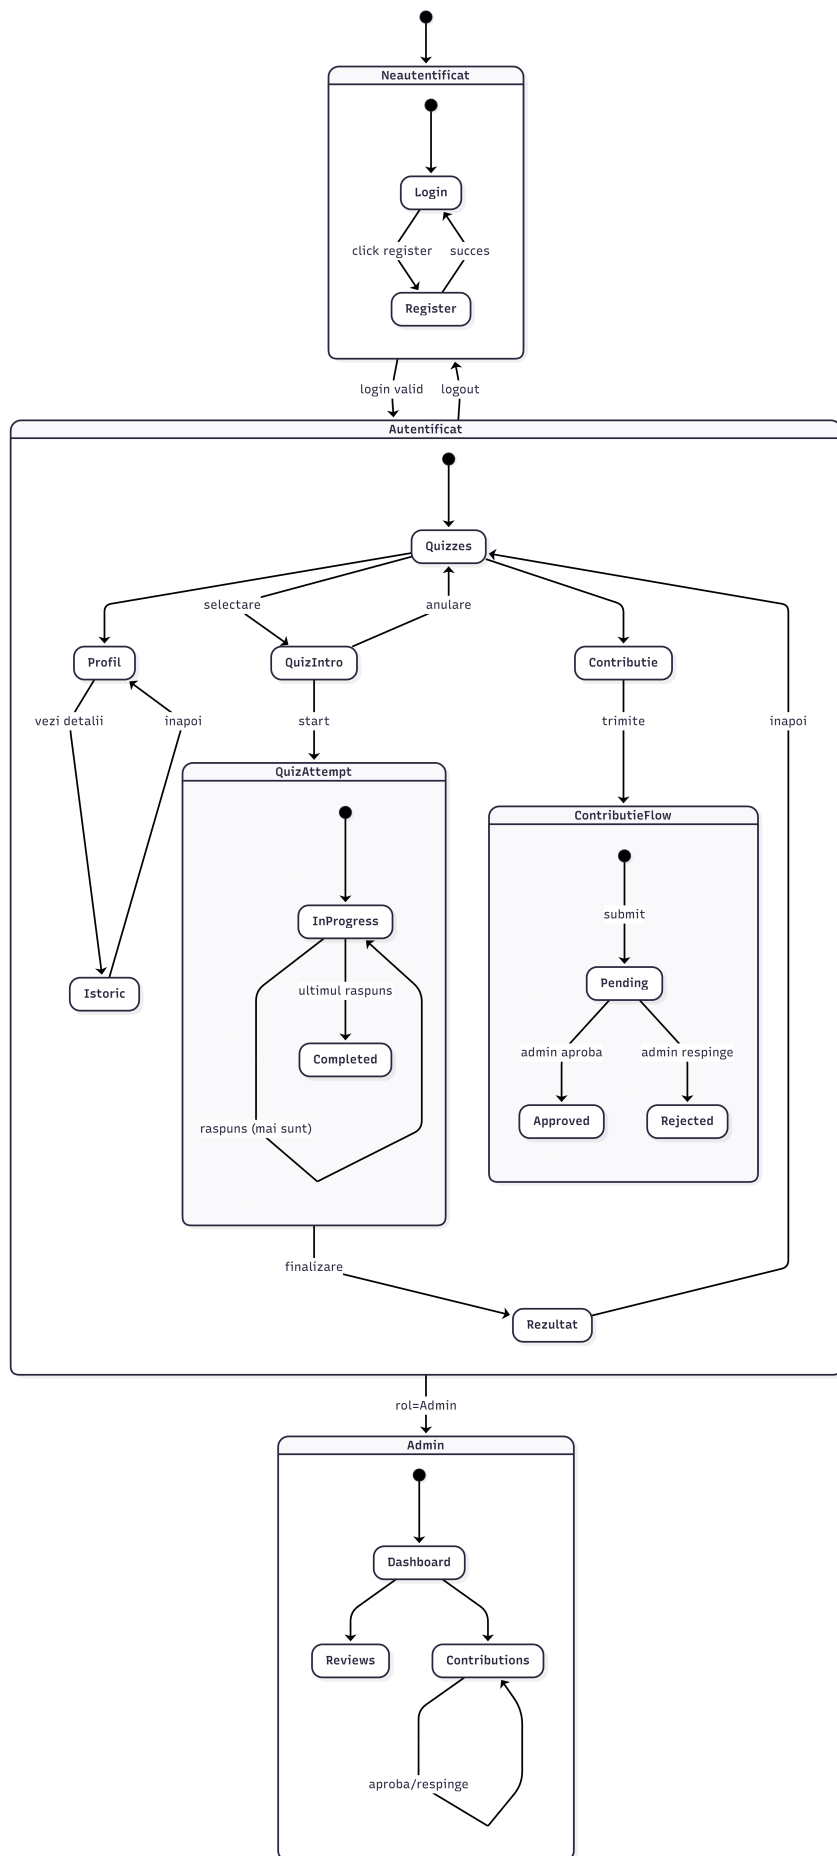 Neautentificat
Login
click register
succes
Register
login valid
logout
Autentificat
Quizzes
selectare
anulare
Profil
QuizIntro
Contributie
vezi detalii
inapoi
start
trimite
inapoi
QuizAttempt
ContributieFlow
InProgress
submit
Pending
Istoric
ultimul raspuns
admin aproba
admin respinge
Completed
Approved
Rejected
raspuns (mai sunt)
finalizare
Rezultat
rol=Admin
Admin
Dashboard
Reviews
Contributions
aproba/respinge